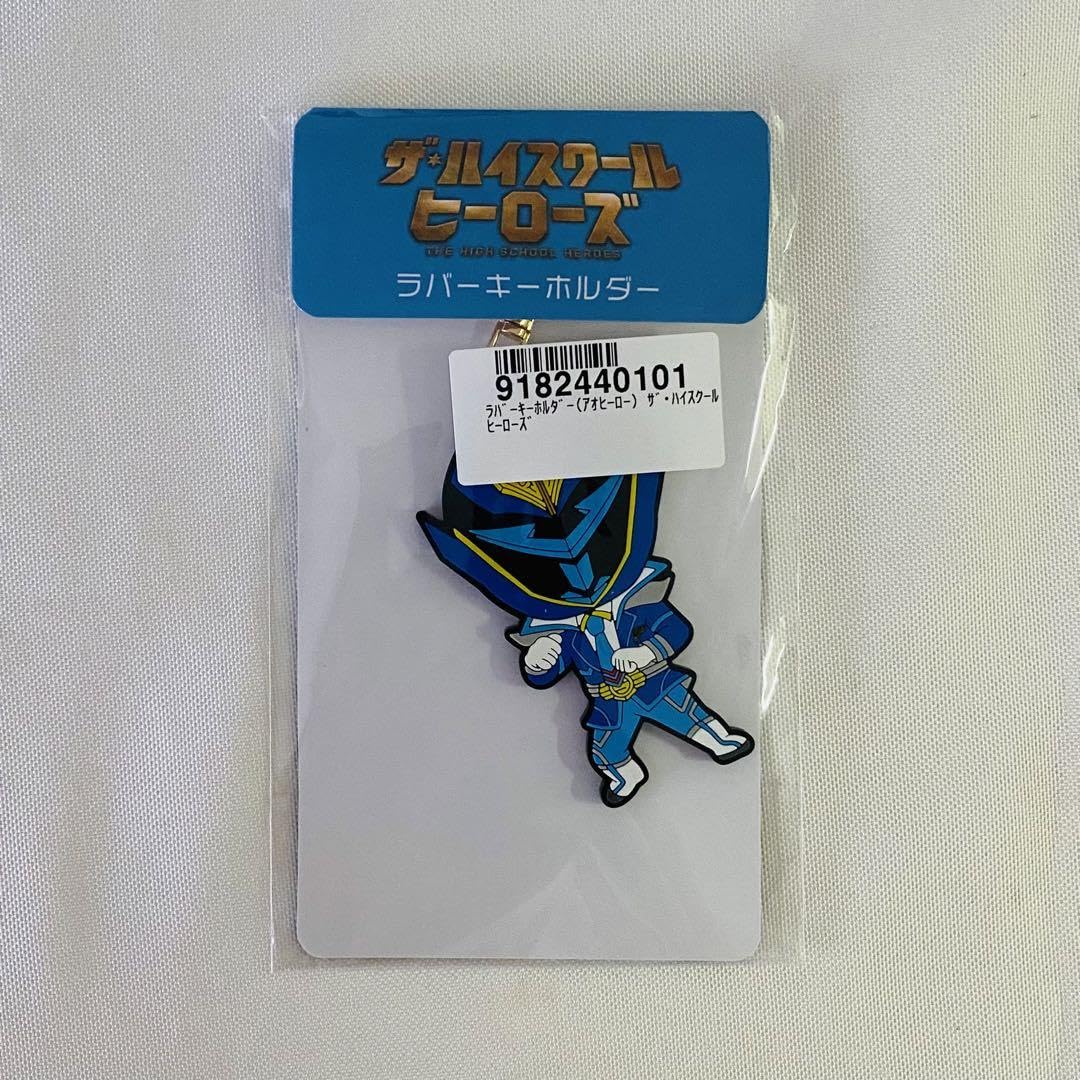 ザ・ハイスクール
ヒーローズ
THE HIGH SCHOOL HEROES
ラバーキーホルダー
9182440101
ﾗﾊﾞｰｷｰﾎﾙﾀﾞｰ(ｱｵﾋｰﾛｰ) ｻﾞ・ﾊｲｽｸｰﾙ
ﾋｰﾛｰｽﾞ